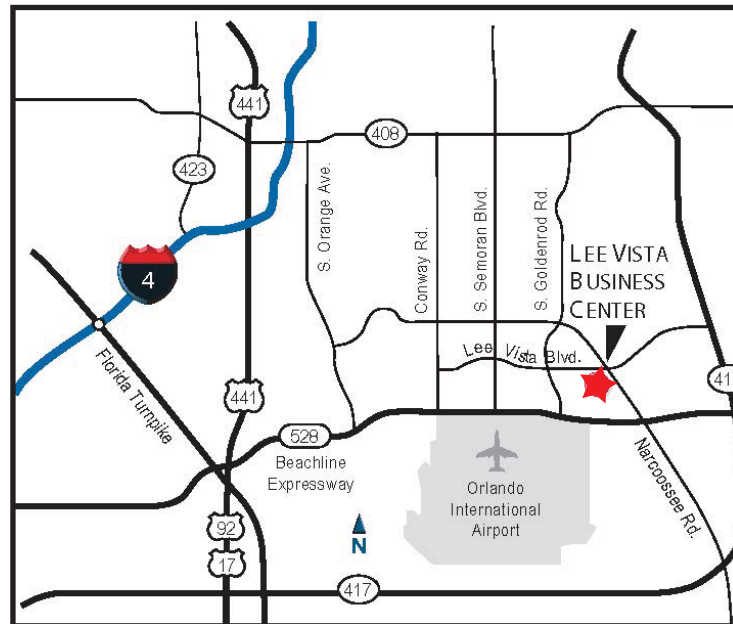 441
408
423
S. Orange Ave.
Conway Rd.
S. Semoran Blvd.
S. Goldenrod Rd.
LEE VISTA
BUSINESS
CENTER
4
Lee Vista Blvd.
Florida Turnpike
41
441
528
Beachline
Expressway
Orlando
International
Airport
Narcoossee Rd.
92
N
17
417